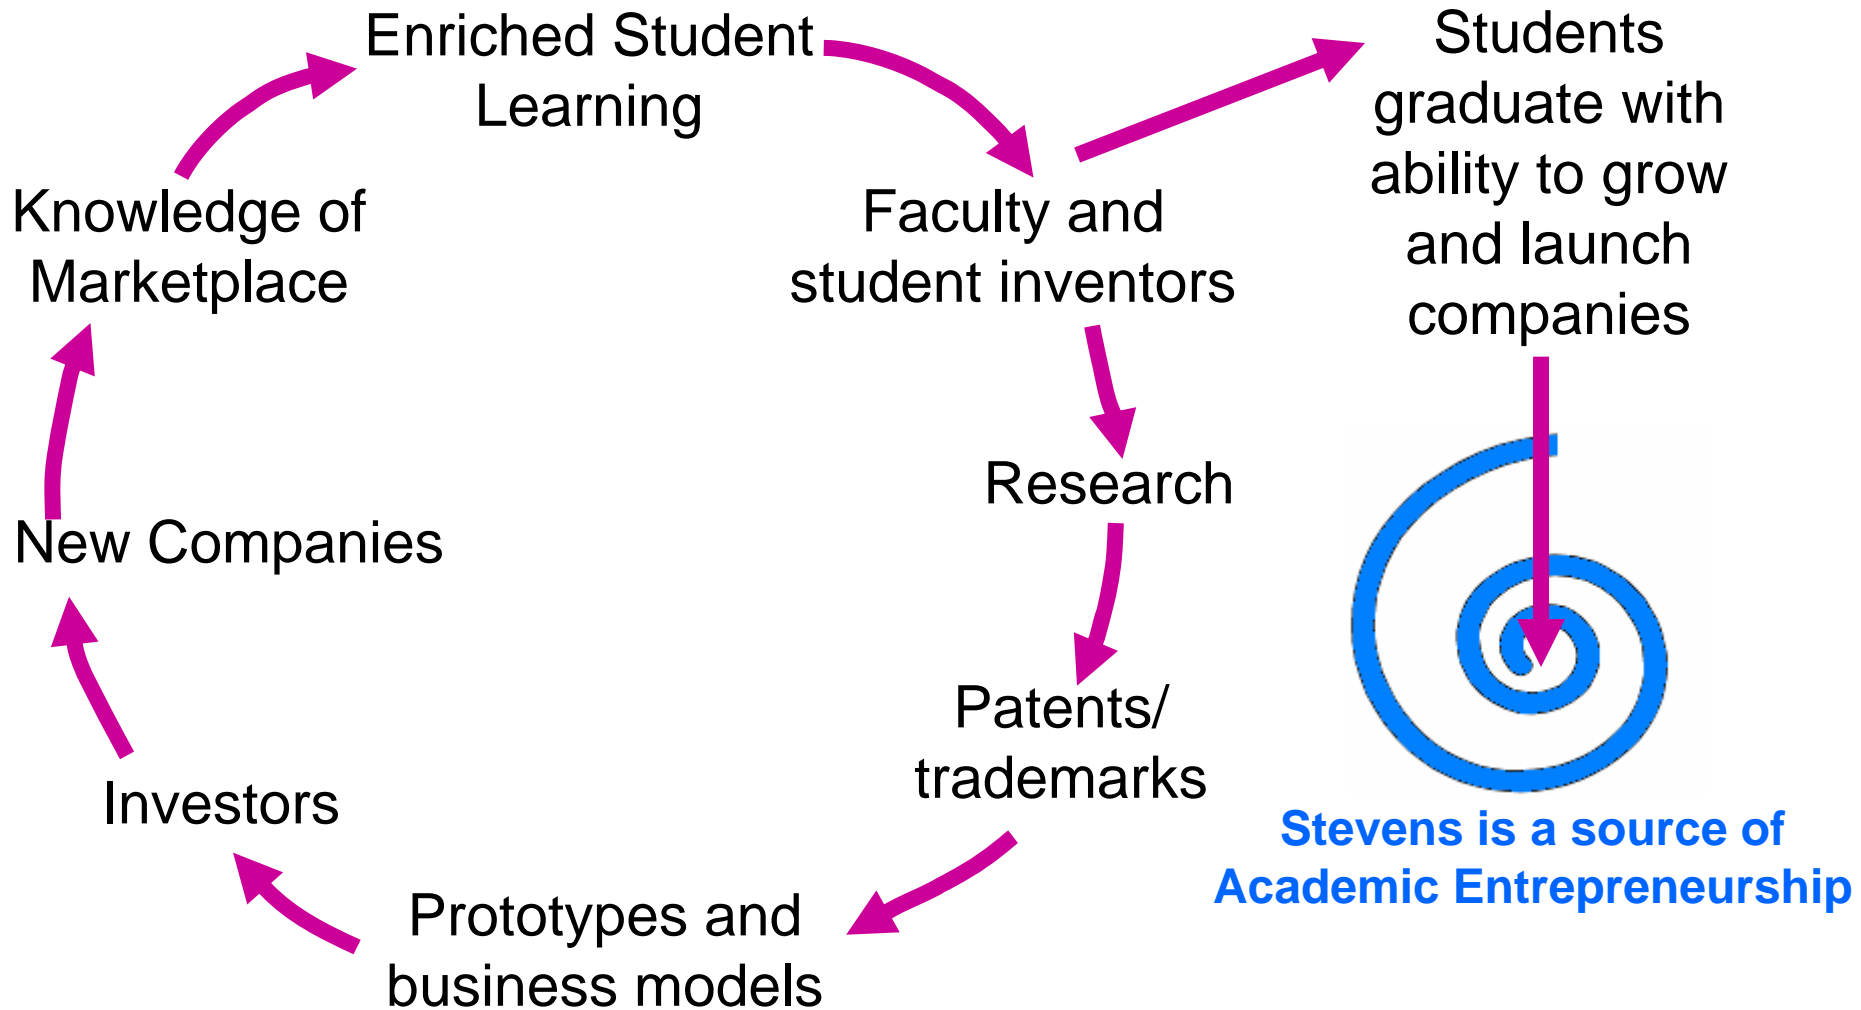 Enriched Student
Learning
Students
graduate with
ability to grow
and launch
companies
Knowledge of
Marketplace
Faculty and
student inventors
Research
New Companies
Patents/
trademarks
Investors
Prototypes and
business models
Stevens is a source of
Academic Entrepreneurship